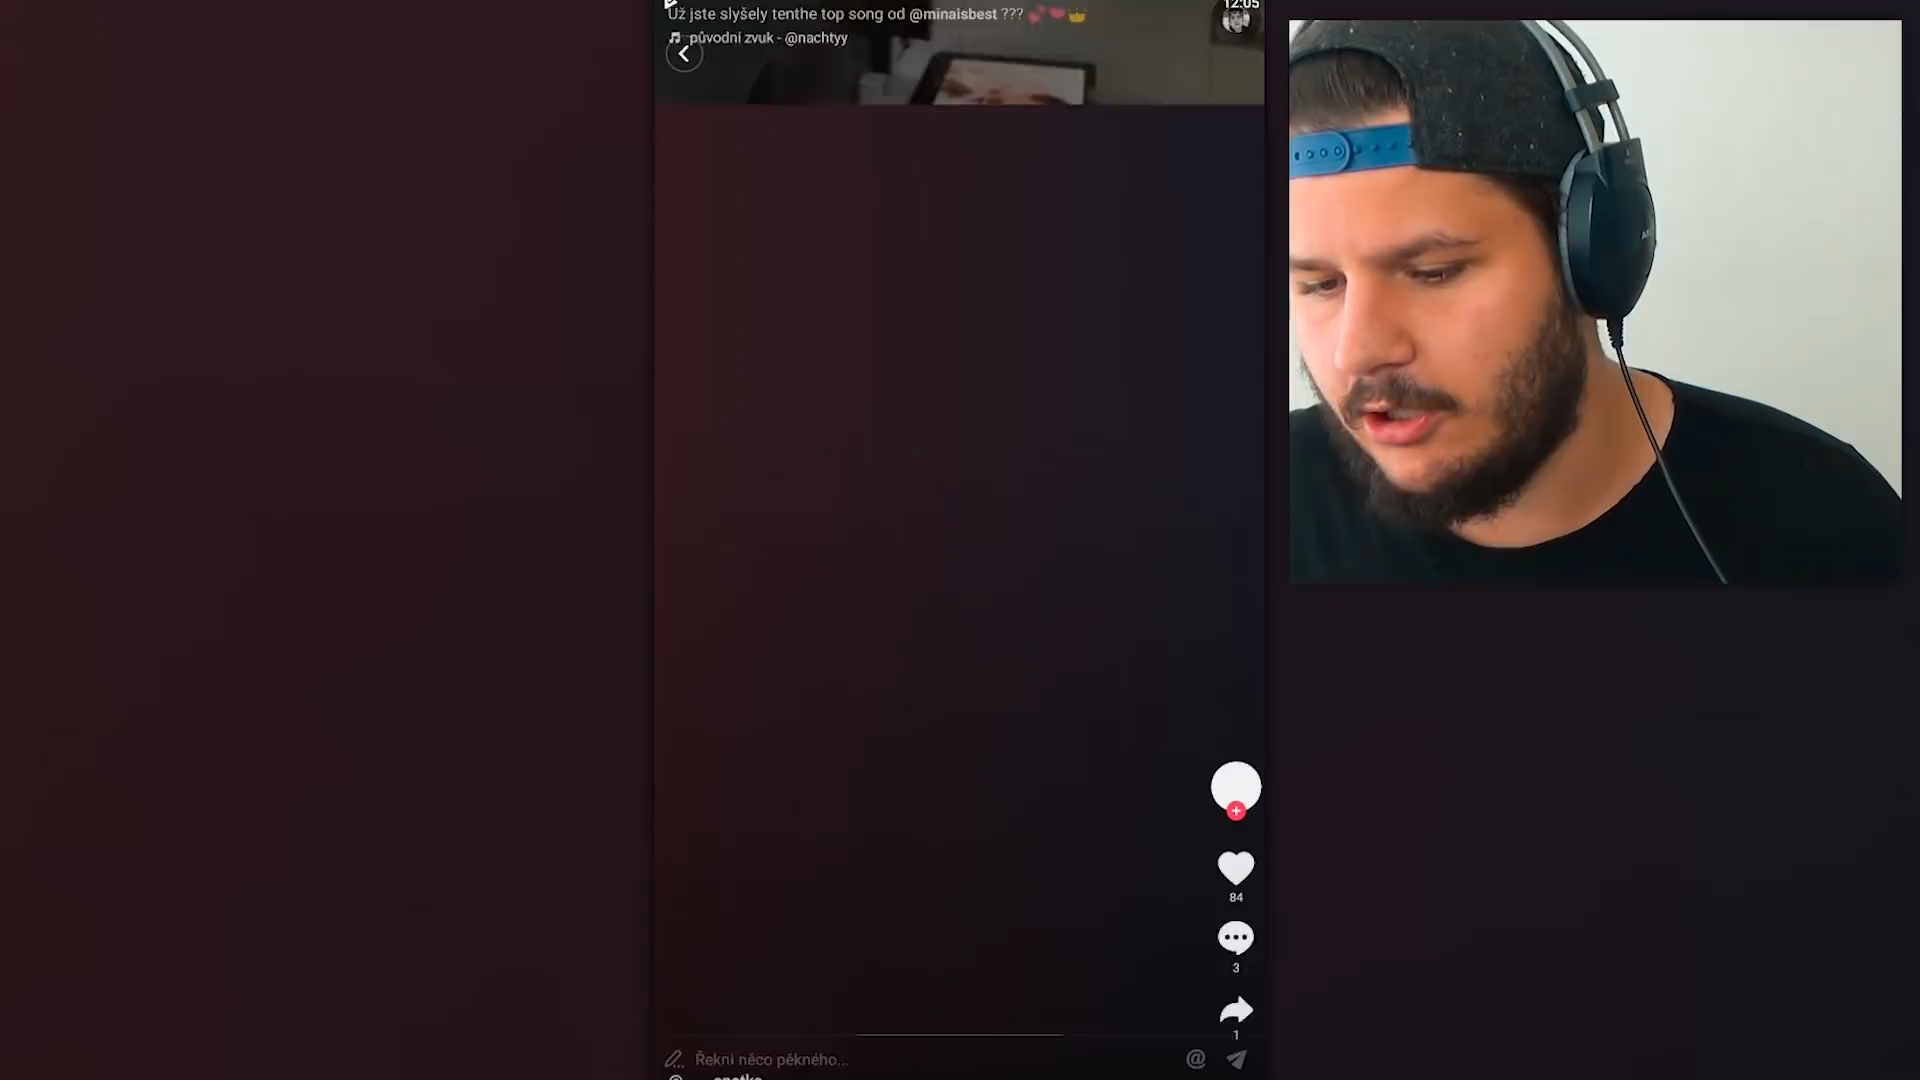 12:05
Už jste slyšely tenthe top song od @minaisbest ???
původní zvuk - @nachtyy
84
3
1
Řekni něco pěkného...